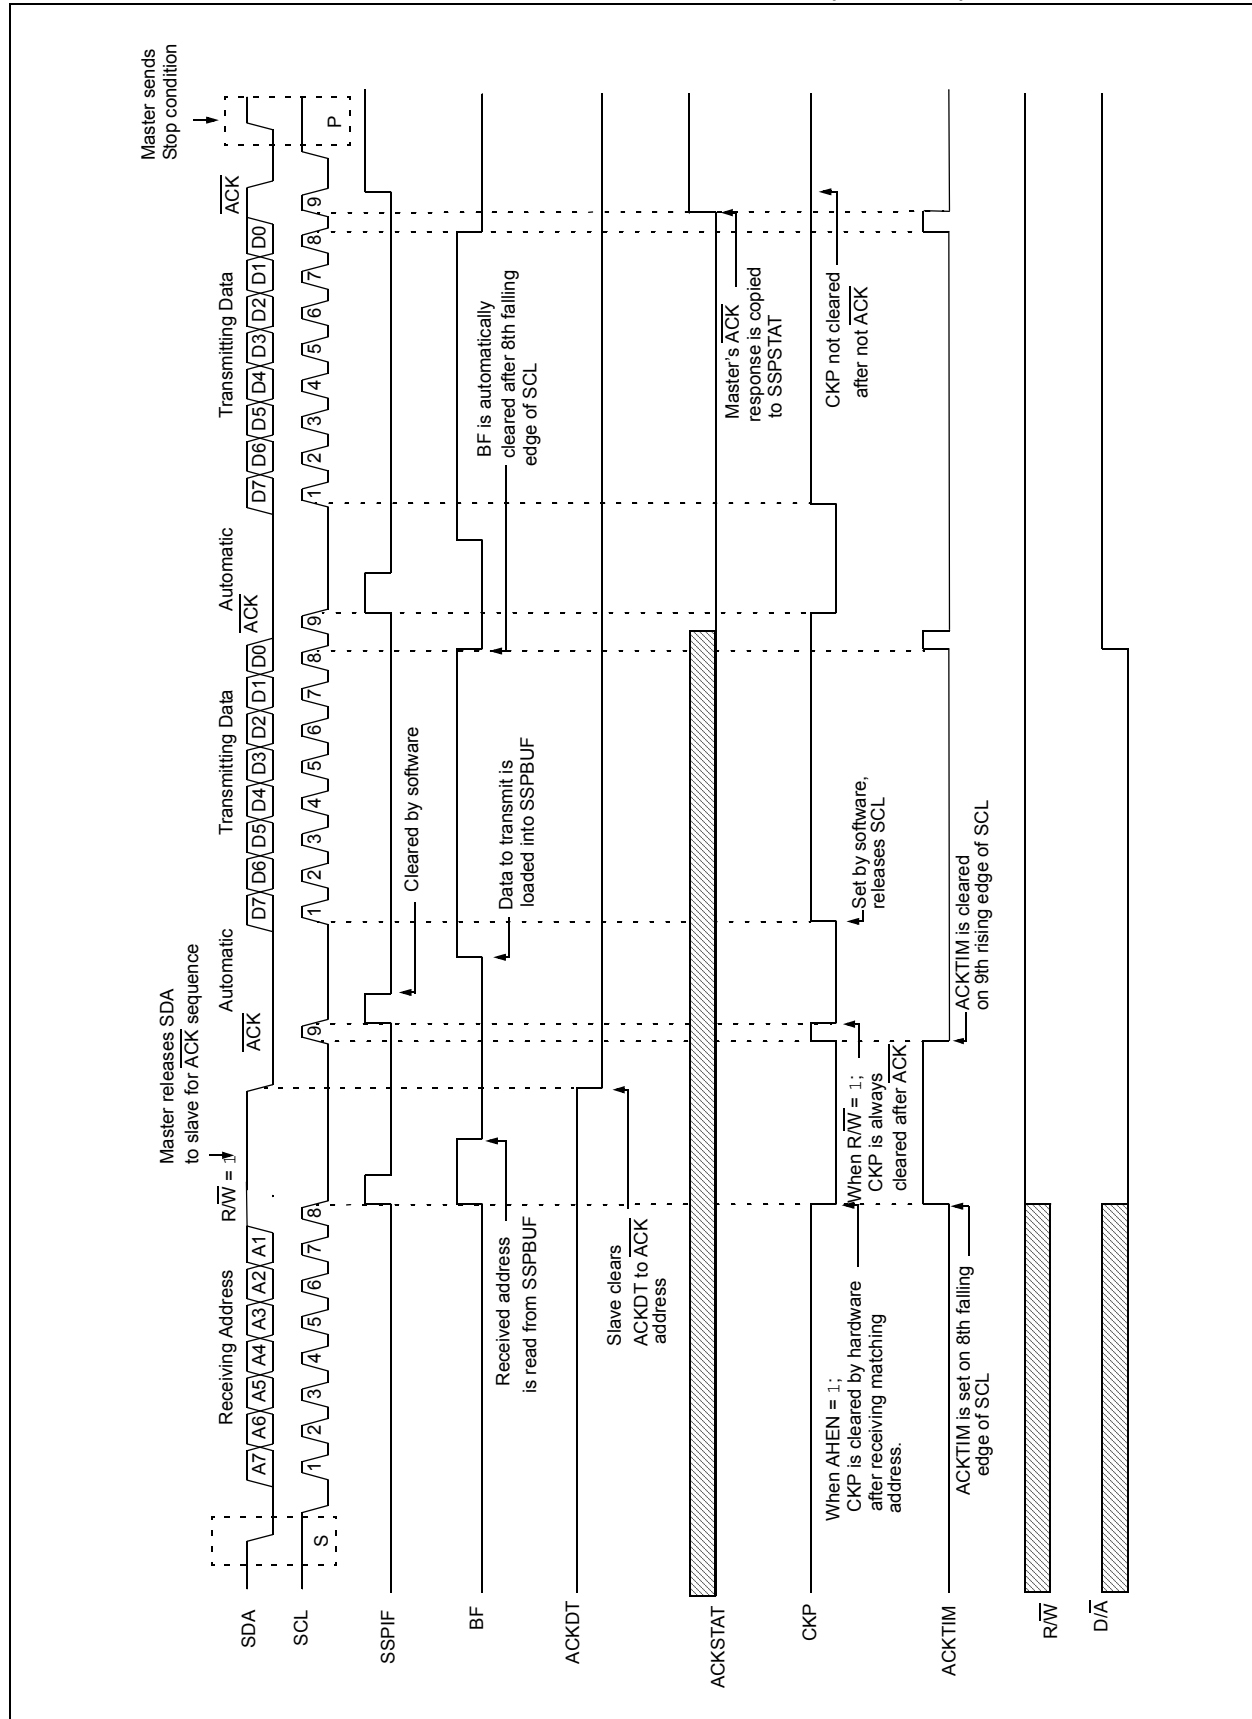 Master sends
Stop condition
Master releases SDA
to slave for ACK sequence
Receiving Address
R/W = 1
ACK
Automatic
Transmitting Data
ACK
Automatic
Transmitting Data
ACK
SDA
A7 A6 A5 A4 A3 A2 A1
D7 D6 D5 D4 D3 D2 D1 D0
D7 D6 D5 D4 D3 D2 D1 D0
SCL
S
1 2 3 4 5 6 7 8 9
1 2 3 4 5 6 7 8 9
1 2 3 4 5 6 7 8 9
P
SSPIF
Cleared by software
BF
Received address
is read from SSPBUF
Data to transmit is
loaded into SSPBUF
BF is automatically
cleared after 8th falling
edge of SCL
ACKDT
Slave clears
ACKDT to ACK
address
ACKSTAT
Master's ACK
response is copied
to SSPSTAT
CKP
When AHEN = 1;
CKP is cleared by hardware
after receiving matching
address.
When R/W = 1;
CKP is always
cleared after ACK
Set by software,
releases SCL
CKP not cleared
after not ACK
ACKTIM
ACKTIM is set on 8th falling
edge of SCL
ACKTIM is cleared
on 9th rising edge of SCL
R/W
D/A